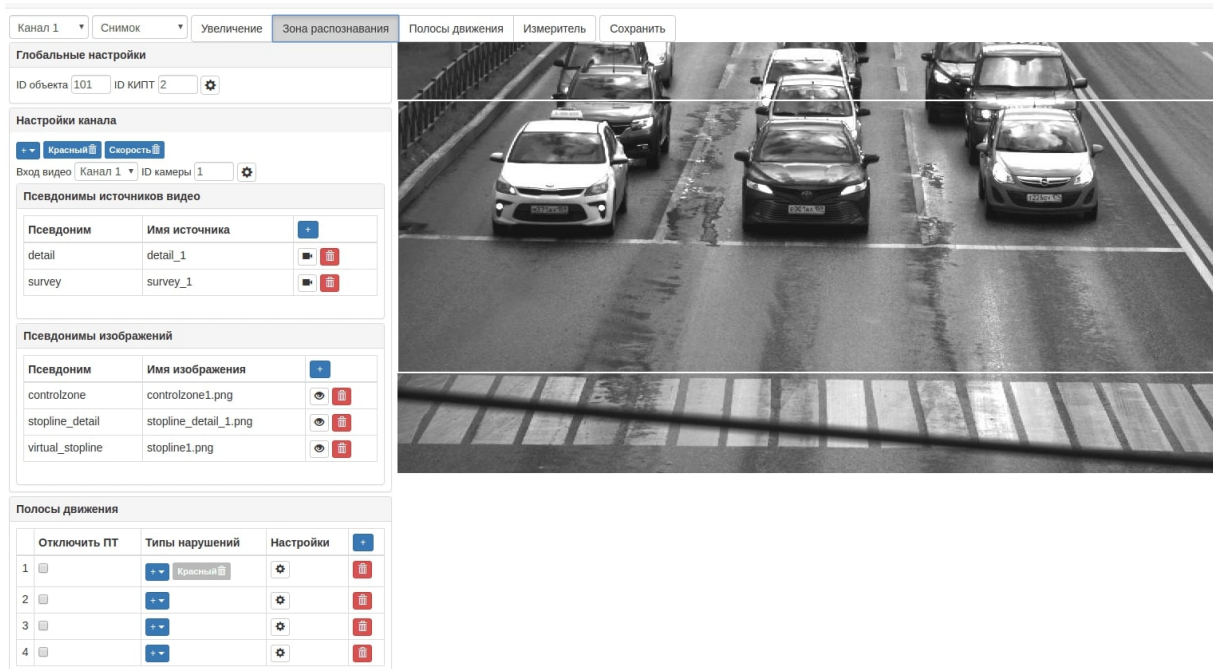 Канал 1 Снимок Увеличение Зона распознавания Полосы движения Измеритель Сохранить
Глобальные настройки
ID объекта 101 ID КИПТ 2
Настройки канала
+ Красный Скорость
Вход видео Канал 1 ID камеры 1
Псевдонимы источников видео
Псевдоним Имя источника +
detail detail_1
survey survey_1
Псевдонимы изображений
Псевдоним Имя изображения +
controlzone controlzone1.png
stopline_detail stopline_detail_1.png
virtual_stopline stopline1.png
Полосы движения
Отключить ПТ Типы нарушений Настройки +
1 + Красный
2 +
3 +
4 +